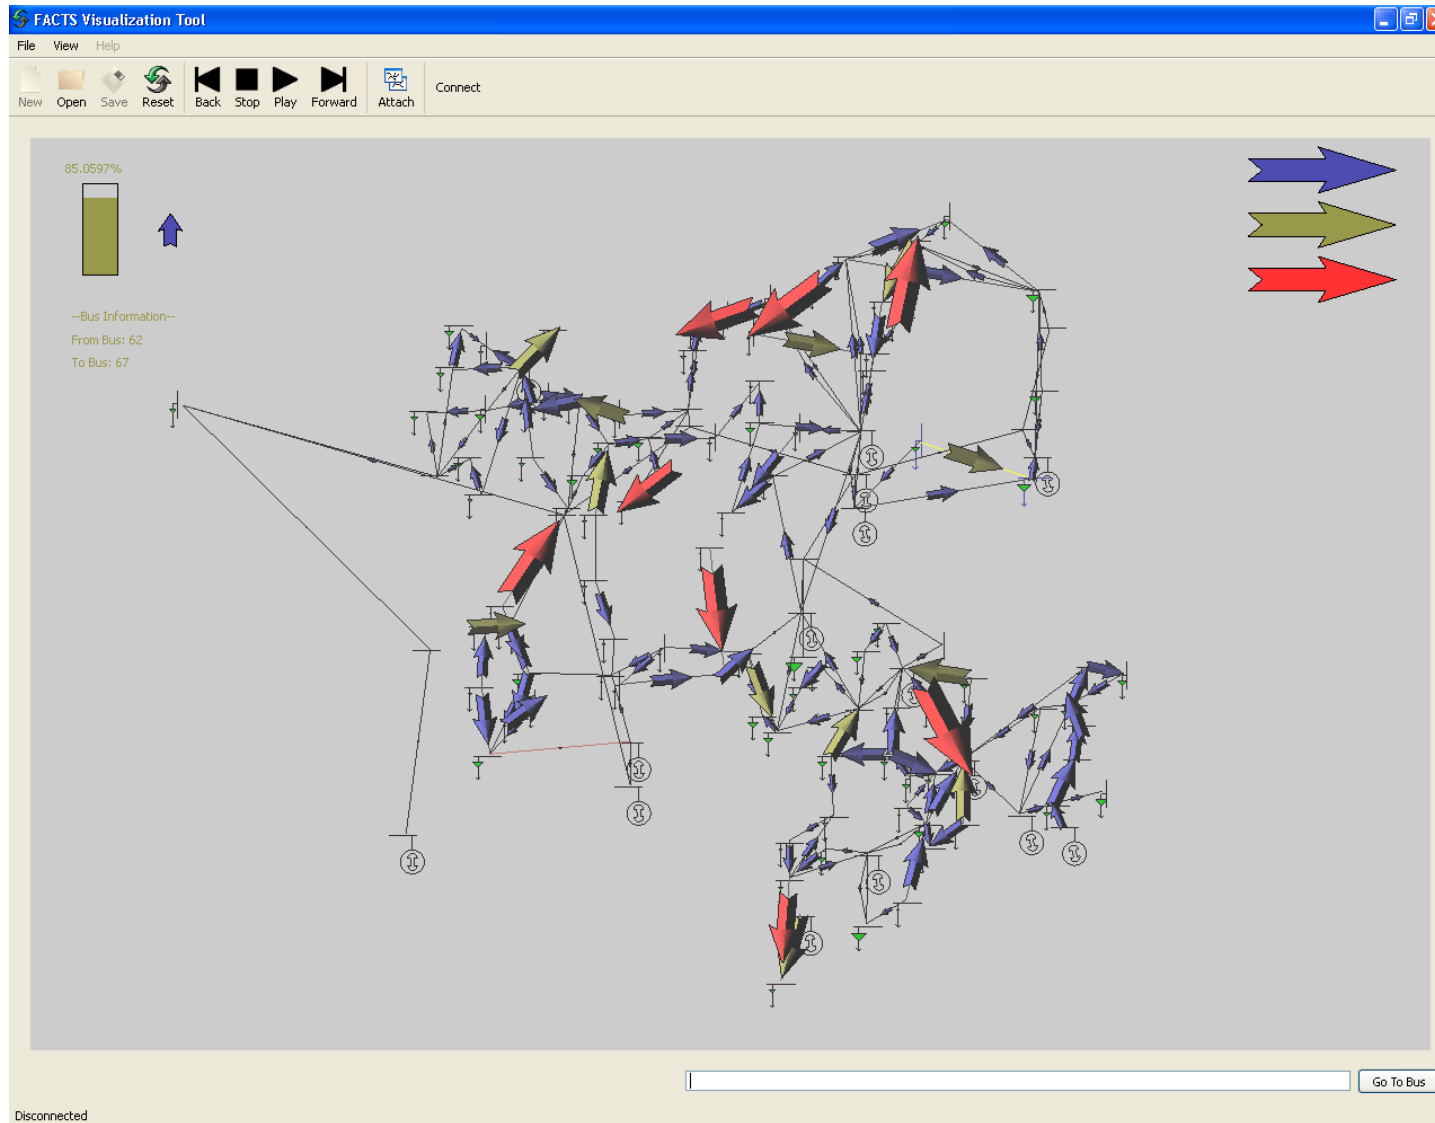 FACTS Visualization Tool
File View Help
New Open Save Reset Back Stop Play Forward Attach Connect
85.0597%
--Bus Information--
From Bus: 62
To Bus: 67
Go To Bus
Disconnected